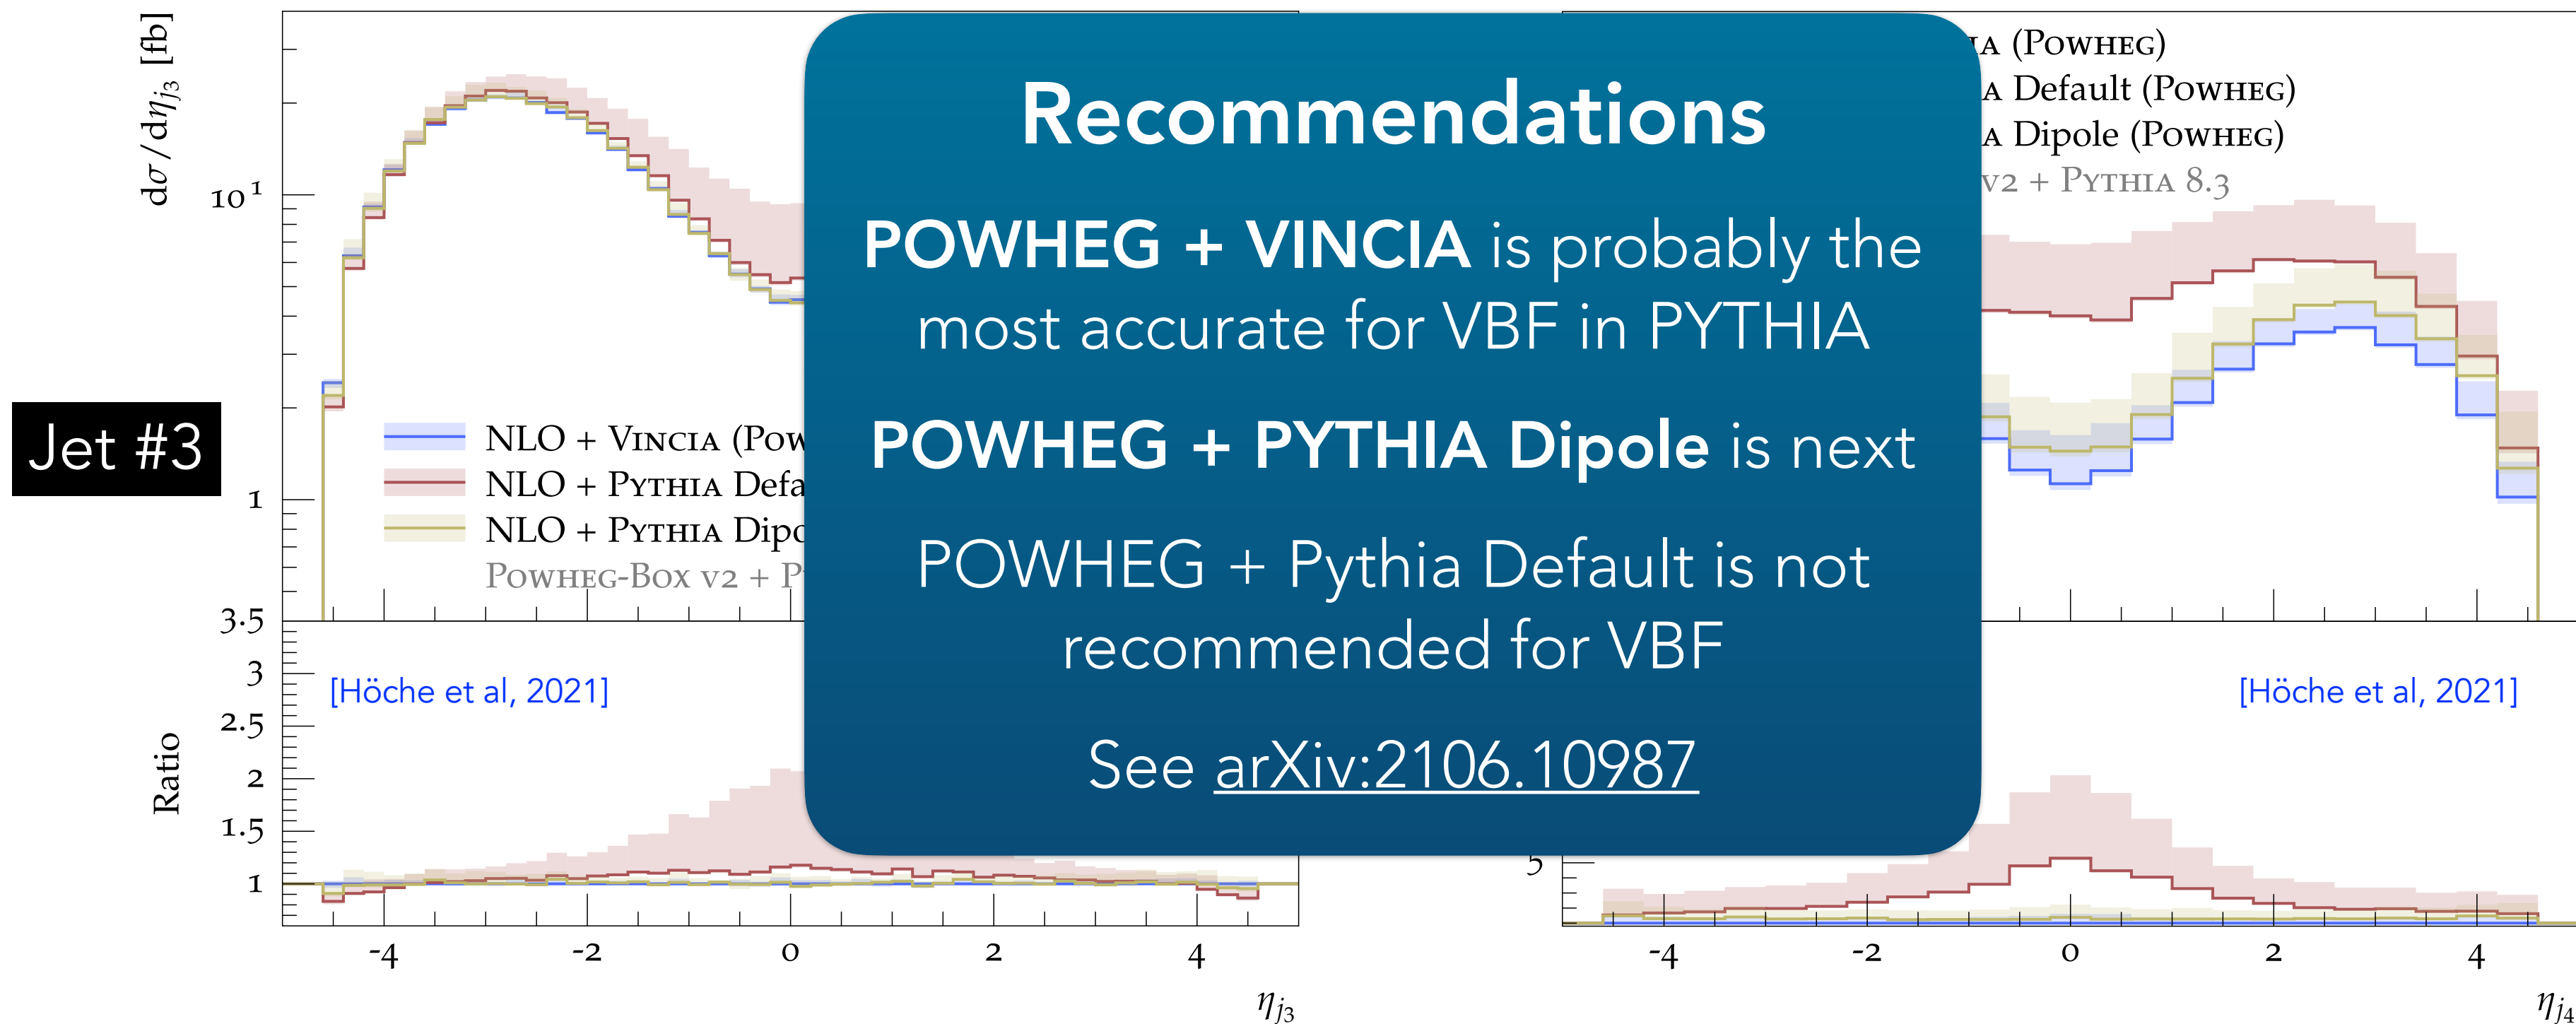 dσ/dηj₃ [fb]
10¹
1
Jet #3
NLO + VINCIA (POW
NLO + PYTHIA Defa
NLO + PYTHIA Dipo
POWHEG-BOX V2 + P
3.5
3
2.5
2
1.5
1
Ratio
[Höche et al, 2021]
-4 -2 0 2 4
ηj₃
Recommendations
POWHEG + VINCIA is probably the
most accurate for VBF in PYTHIA
POWHEG + PYTHIA Dipole is next
POWHEG + Pythia Default is not
recommended for VBF
See arXiv:2106.10987
IA (POWHEG)
A Default (POWHEG)
A Dipole (POWHEG)
V2 + PYTHIA 8.3
[Höche et al, 2021]
5
-4 -2 0 2 4
ηj₄